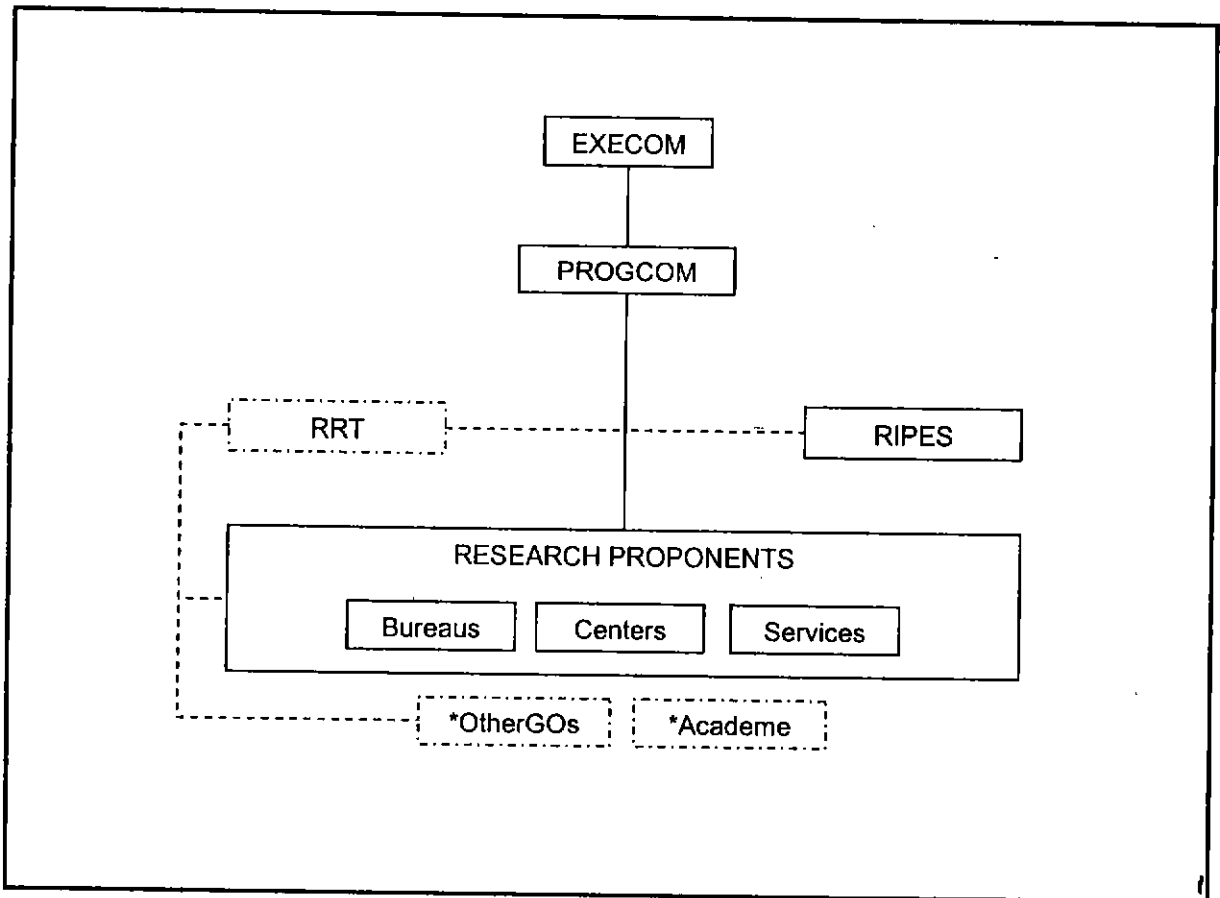 EXECOM
PROGCOM
RRT
RIPES
RESEARCH PROPONENTS
Bureaus
Centers
Services
*OtherGOs
*Academe